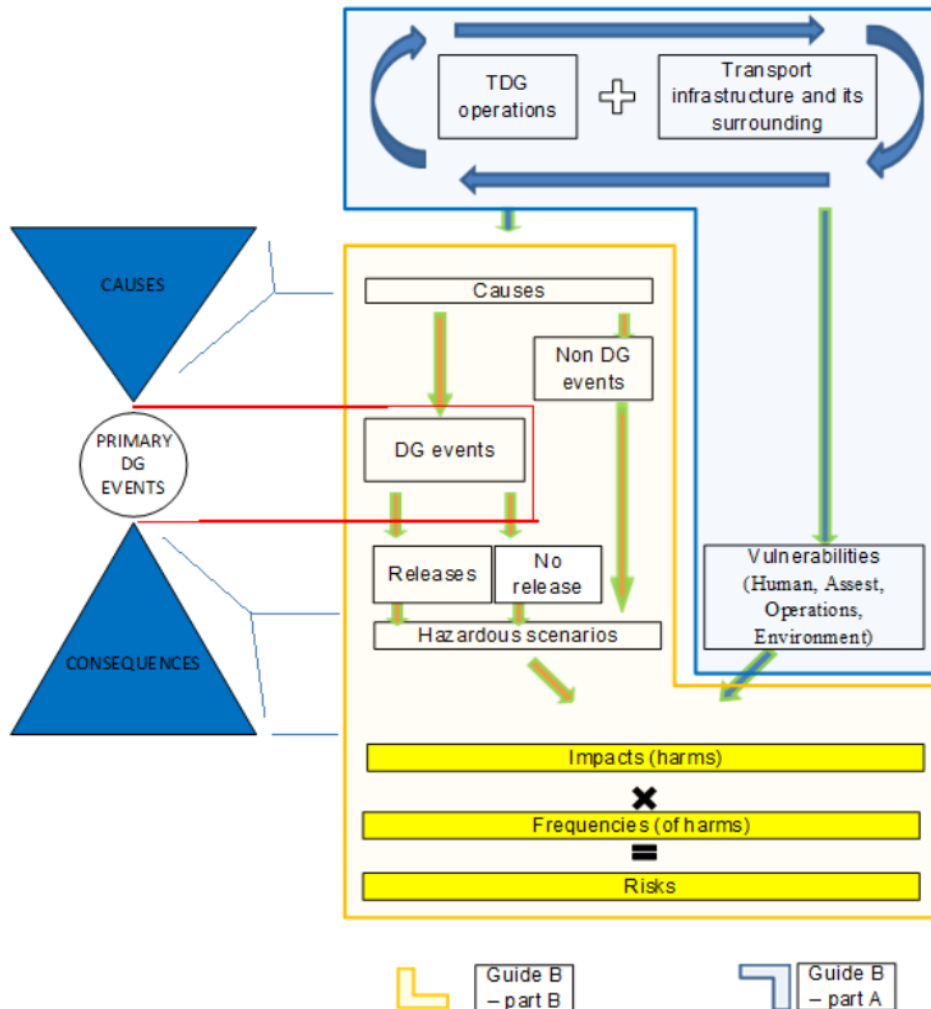 TDG
operations
Transport
infrastructure and its
surrounding
CAUSES
Causes
Non DG
events
PRIMARY
DG
EVENTS
DG events
Releases
No
release
Vulnerabilities
(Human, Assest,
Operations,
Environment)
Hazardous scenarios
CONSEQUENCES
Impacts (harms)
Frequencies (of harms)
Risks
Guide B
– part B
Guide B
– part A